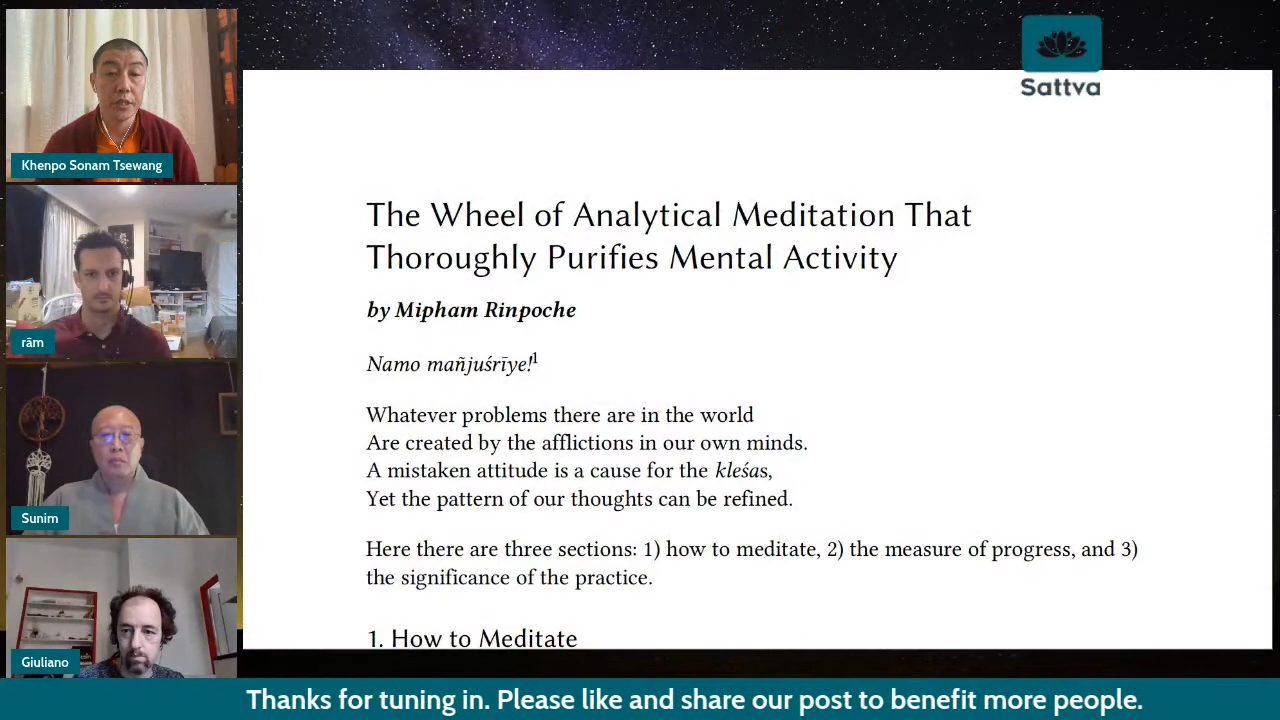 Sattva
Khenpo Sonam Tsewang
rām
Sunim
Giuliano
The Wheel of Analytical Meditation That
Thoroughly Purifies Mental Activity
by Mipham Rinpoche
Namo mañjuśrīye!¹
Whatever problems there are in the world
Are created by the afflictions in our own minds.
A mistaken attitude is a cause for the kleśas,
Yet the pattern of our thoughts can be refined.
Here there are three sections: 1) how to meditate, 2) the measure of progress, and 3)
the significance of the practice.
1. How to Meditate
Thanks for tuning in. Please like and share our post to benefit more people.